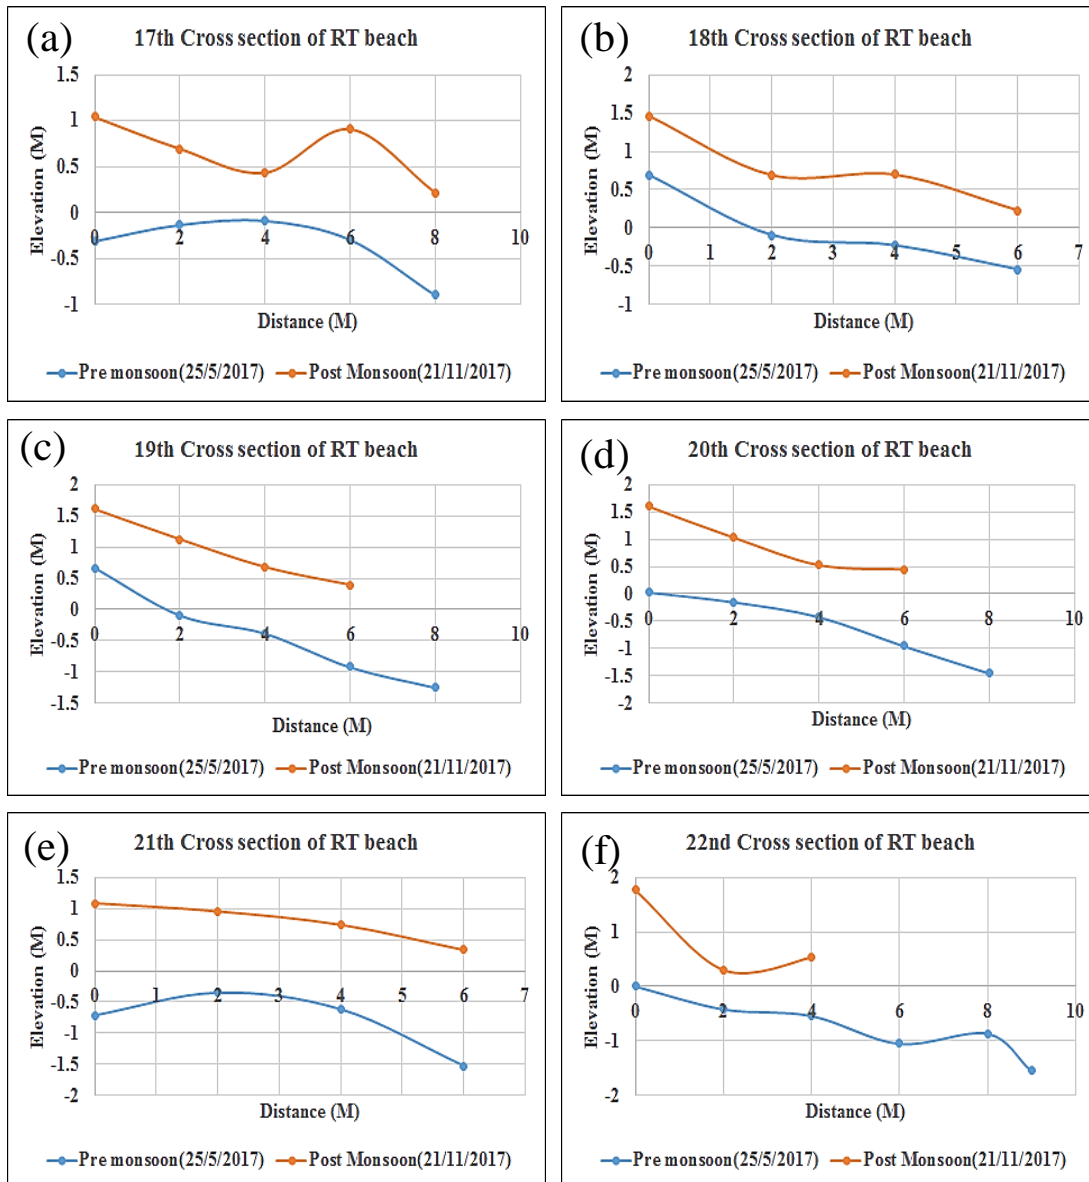 (a)
17th Cross section of RT beach
1.5
1
0.5
0
-0.5
-1
0 2 4 6 8 10
Elevation (M)
Distance (M)
Pre monsoon(25/5/2017) Post Monsoon(21/11/2017)
(b)
18th Cross section of RT beach
2
1.5
1
0.5
0
-0.5
-1
0 1 2 3 4 5 6 7
Elevation (M)
Distance (M)
Pre monsoon(25/5/2017) Post Monsoon(21/11/2017)
(c)
19th Cross section of RT beach
2
1.5
1
0.5
0
-0.5
-1
-1.5
0 2 4 6 8 10
Elevation (M)
Distance (M)
Pre monsoon(25/5/2017) Post Monsoon(21/11/2017)
(d)
20th Cross section of RT beach
2
1.5
1
0.5
0
-0.5
-1
-1.5
-2
0 2 4 6 8 10
Elevation (M)
Distance (M)
Pre monsoon(25/5/2017) Post Monsoon(21/11/2017)
(e)
21th Cross section of RT beach
1.5
1
0.5
0
-0.5
-1
-1.5
-2
0 1 2 3 4 5 6 7
Elevation (M)
Distance (M)
Pre monsoon(25/5/2017) Post Monsoon(21/11/2017)
(f)
22nd Cross section of RT beach
2
1
0
-1
-2
0 2 4 6 8 10
Elevation (M)
Distance (M)
Pre monsoon(25/5/2017) Post Monsoon(21/11/2017)